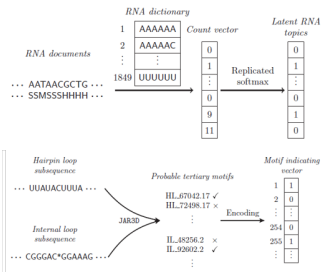 RNA dictionary
1 AAAAAA
2 AAAAAC
⋮ ⋮
1849 UUUUUU
RNA documents
··· AATAACGCTG ···
··· SSMSSSHHHH ···
Count vector
0
1
⋮
0
9
11
Replicated
softmax
Latent RNA
topics
0
0
⋮
0
1
0
Hairpin loop
subsequence
··· UUAUACUUUA ···
Internal loop
subsequence
··· CGGGAC*GGAAAG ···
JAR3D
Probable tertiary motifs
HL_67042.17 ✓
HL_72498.17 ×
⋮
IL_48256.2 ×
IL_92602.2 ✓
⋮
Encoding
Motif indicating
vector
1 1
2 0
⋮ ⋮
254 0
255 1
⋮ ⋮